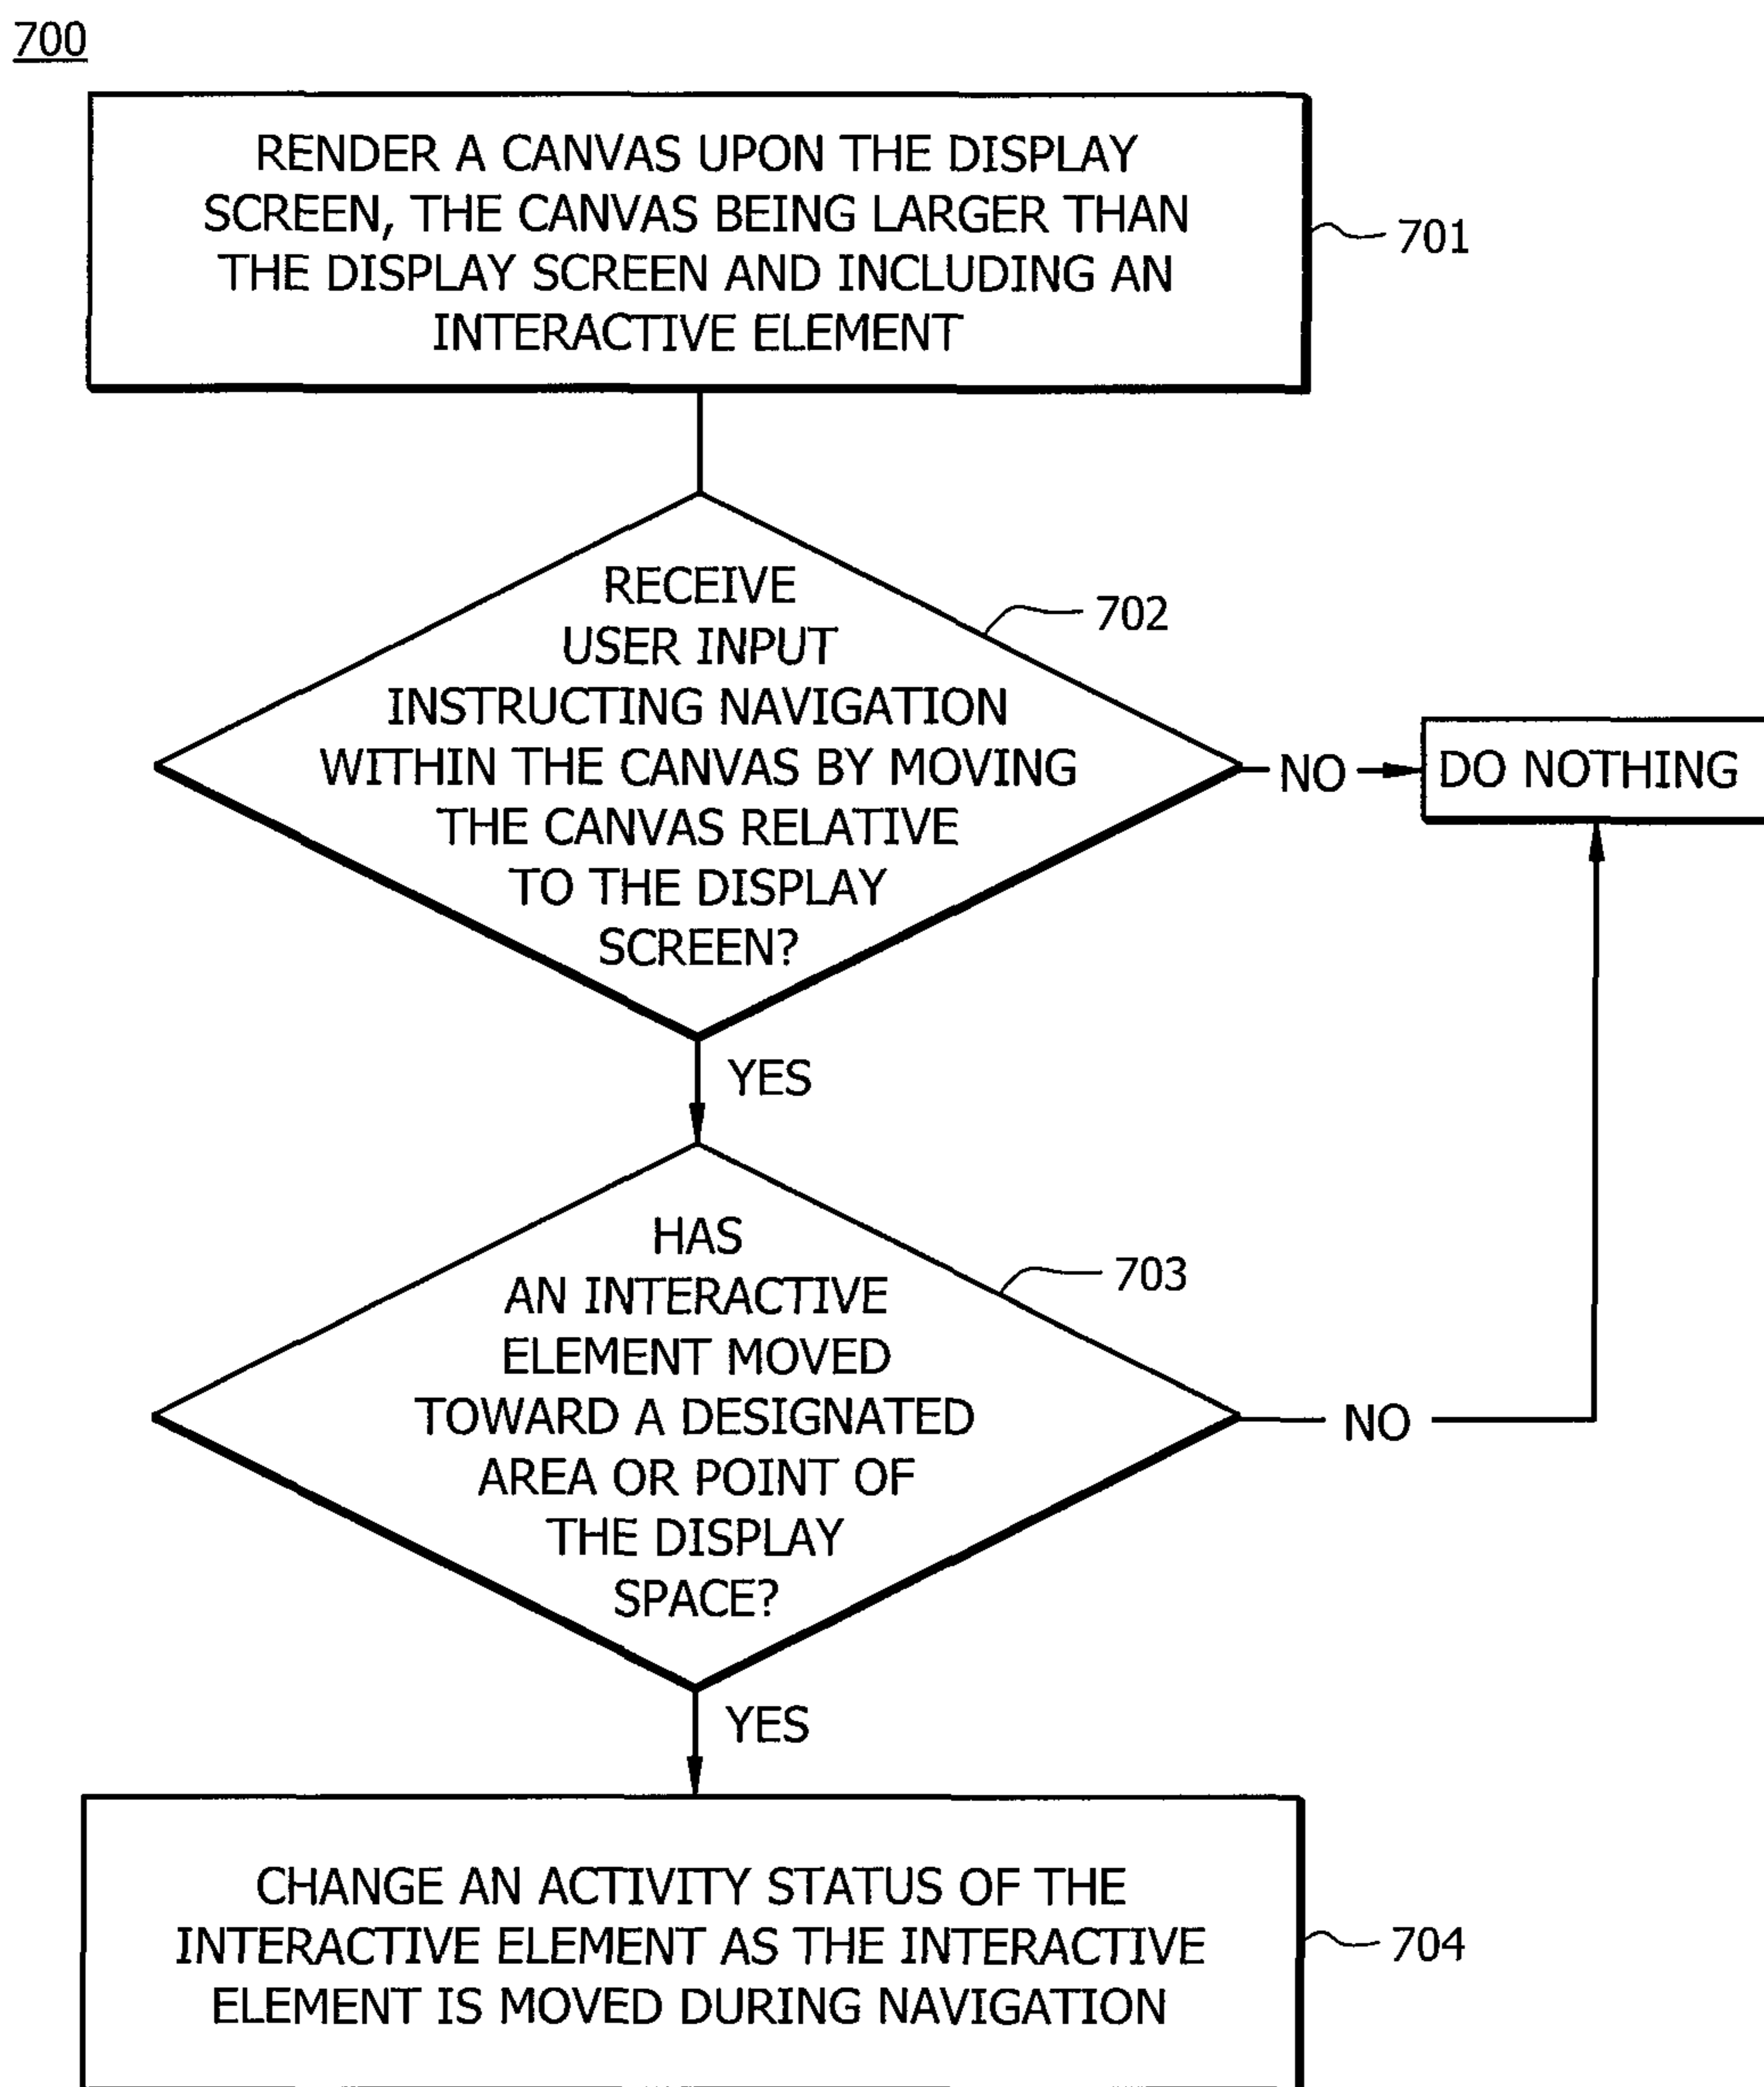 700
RENDER A CANVAS UPON THE DISPLAY
SCREEN, THE CANVAS BEING LARGER THAN
THE DISPLAY SCREEN AND INCLUDING AN
INTERACTIVE ELEMENT
701
RECEIVE
USER INPUT
INSTRUCTING NAVIGATION
WITHIN THE CANVAS BY MOVING
THE CANVAS RELATIVE
TO THE DISPLAY
SCREEN?
702
NO
DO NOTHING
YES
HAS
AN INTERACTIVE
ELEMENT MOVED
TOWARD A DESIGNATED
AREA OR POINT OF
THE DISPLAY
SPACE?
703
NO
YES
CHANGE AN ACTIVITY STATUS OF THE
INTERACTIVE ELEMENT AS THE INTERACTIVE
ELEMENT IS MOVED DURING NAVIGATION
704